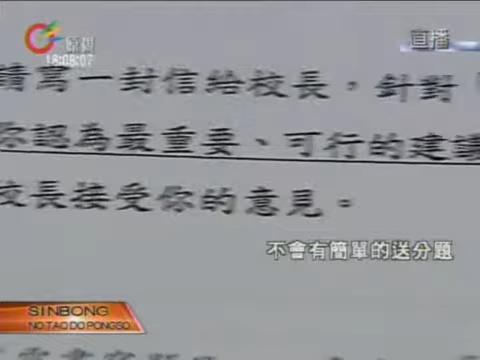 新聞
直播
18:08:07
請寫一封信給校長，針對「
你認為最重要、可行的建議
校長接受你的意見。
不會有簡單的送分題
SINBONG
NO TAO DO PONGSO